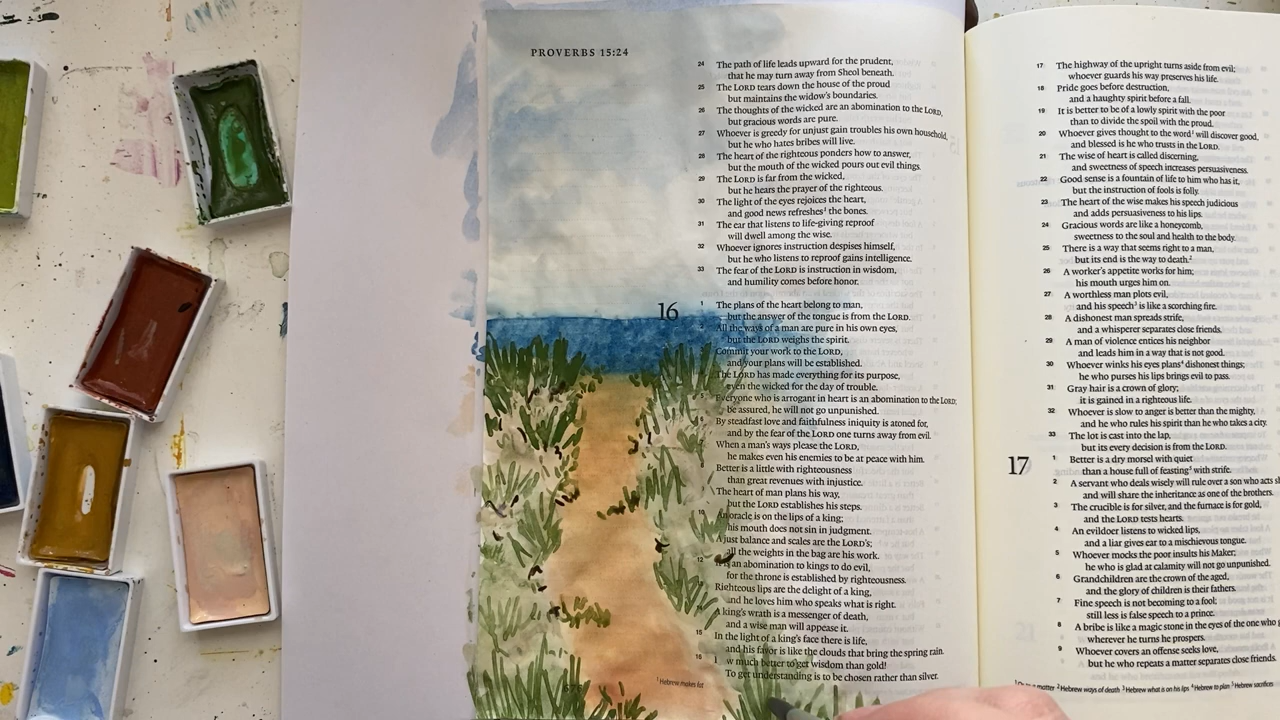 PROVERBS 15:24
24 The path of life leads upward for the prudent,
that he may turn away from Sheol beneath.
25 The LORD tears down the house of the proud
but maintains the widow's boundaries.
26 The thoughts of the wicked are an abomination to the LORD,
but gracious words are pure.
27 Whoever is greedy for unjust gain troubles his own household,
but he who hates bribes will live.
28 The heart of the righteous ponders how to answer,
but the mouth of the wicked pours out evil things.
29 The LORD is far from the wicked,
but he hears the prayer of the righteous.
30 The light of the eyes rejoices the heart,
and good news refreshes¹ the bones.
31 The ear that listens to life-giving reproof
will dwell among the wise.
32 Whoever ignores instruction despises himself,
but he who listens to reproof gains intelligence.
33 The fear of the LORD is instruction in wisdom,
and humility comes before honor.
16
1 The plans of the heart belong to man,
but the answer of the tongue is from the LORD.
2 All the ways of a man are pure in his own eyes,
but the LORD weighs the spirit.
Commit your work to the LORD,
and your plans will be established.
The LORD has made everything for its purpose,
even the wicked for the day of trouble.
5 Everyone who is arrogant in heart is an abomination to the LORD;
be assured, he will not go unpunished.
By steadfast love and faithfulness iniquity is atoned for,
and by the fear of the LORD one turns away from evil.
When a man's ways please the LORD,
he makes even his enemies to be at peace with him.
Better is a little with righteousness
than great revenues with injustice.
The heart of man plans his way,
but the LORD establishes his steps.
10 An oracle is on the lips of a king;
his mouth does not sin in judgment.
A just balance and scales are the LORD's;
all the weights in the bag are his work.
12 It is an abomination to kings to do evil,
for the throne is established by righteousness.
Righteous lips are the delight of a king,
and he loves him who speaks what is right.
A king's wrath is a messenger of death,
and a wise man will appease it.
15 In the light of a king's face there is life,
and his favor is like the clouds that bring the spring rain.
16 much better to get wisdom than gold!
To get understanding is to be chosen rather than silver.
¹ Hebrew makes fat
17 The highway of the upright turns aside from evil;
whoever guards his way preserves his life.
18 Pride goes before destruction,
and a haughty spirit before a fall.
19 It is better to be of a lowly spirit with the poor
than to divide the spoil with the proud.
20 Whoever gives thought to the word¹ will discover good,
and blessed is he who trusts in the LORD.
21 The wise of heart is called discerning,
and sweetness of speech increases persuasiveness.
22 Good sense is a fountain of life to him who has it,
but the instruction of fools is folly.
23 The heart of the wise makes his speech judicious
and adds persuasiveness to his lips.
24 Gracious words are like a honeycomb,
sweetness to the soul and health to the body.
25 There is a way that seems right to a man,
but its end is the way to death.²
26 A worker's appetite works for him;
his mouth urges him on.
27 A worthless man plots evil,
and his speech³ is like a scorching fire.
28 A dishonest man spreads strife,
and a whisperer separates close friends.
29 A man of violence entices his neighbor
and leads him in a way that is not good.
30 Whoever winks his eyes plans⁴ dishonest things;
he who purses his lips brings evil to pass.
31 Gray hair is a crown of glory;
it is gained in a righteous life.
32 Whoever is slow to anger is better than the mighty,
and he who rules his spirit than he who takes a city.
33 The lot is cast into the lap,
but its every decision is from the LORD.
17
1 Better is a dry morsel with quiet
than a house full of feasting⁵ with strife.
2 A servant who deals wisely will rule over a son who acts
and will share the inheritance as one of the brothers.
3 The crucible is for silver, and the furnace is for gold,
and the LORD tests hearts.
4 An evildoer listens to wicked lips,
and a liar gives ear to a mischievous tongue.
5 Whoever mocks the poor insults his Maker;
he who is glad at calamity will not go unpunished.
6 Grandchildren are the crown of the aged,
and the glory of children is their fathers.
7 Fine speech is not becoming to a fool;
still less is false speech to a prince.
8 A bribe is like a magic stone in the eyes of the one who
wherever he turns he prospers.
9 Whoever covers an offense seeks love,
but he who repeats a matter separates close friends.
¹ matter ² Hebrew ways of death ³ Hebrew what is on his lips ⁴ Hebrew to plan ⁵ Hebrew sacrifices